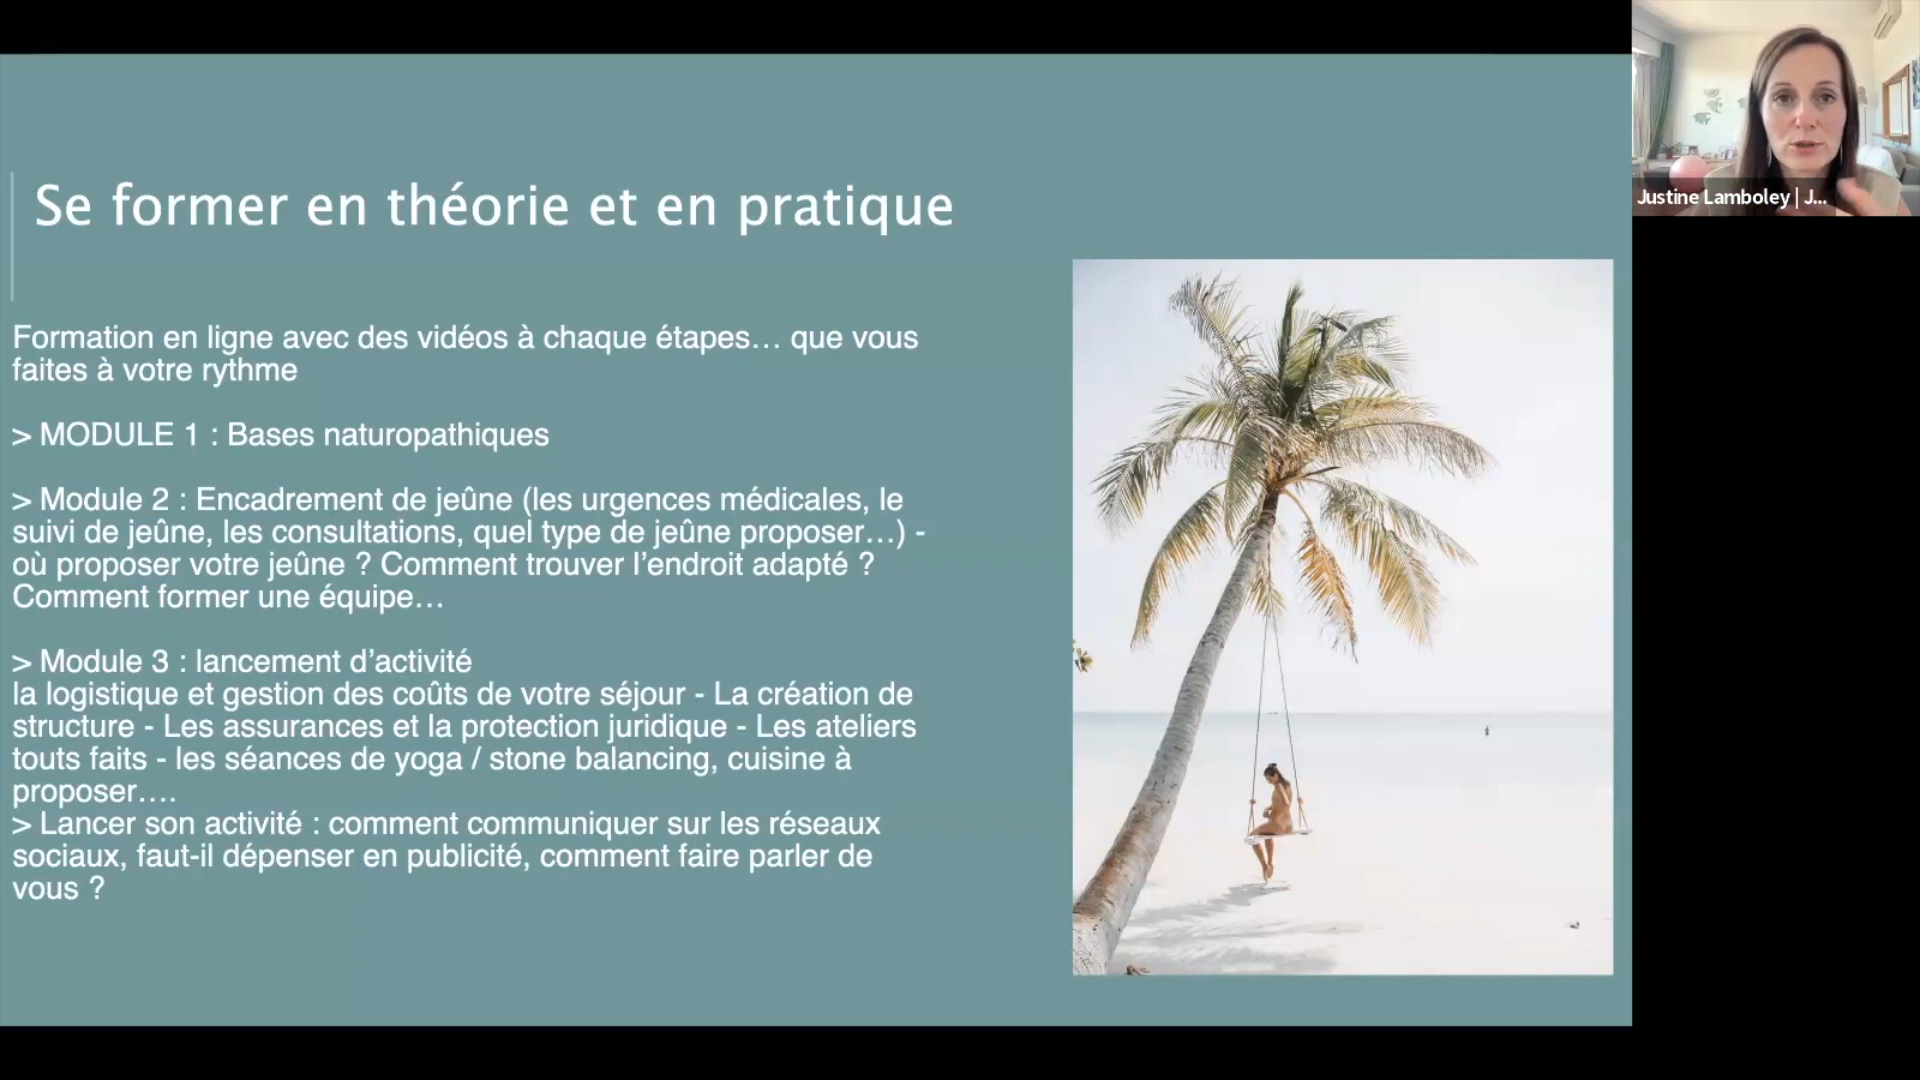 Se former en théorie et en pratique
Formation en ligne avec des vidéos à chaque étapes… que vous
faites à votre rythme
> MODULE 1 : Bases naturopathiques
> Module 2 : Encadrement de jeûne (les urgences médicales, le
suivi de jeûne, les consultations, quel type de jeûne proposer…) -
où proposer votre jeûne ? Comment trouver l’endroit adapté ?
Comment former une équipe…
> Module 3 : lancement d’activité
la logistique et gestion des coûts de votre séjour - La création de
structure - Les assurances et la protection juridique - Les ateliers
touts faits - les séances de yoga / stone balancing, cuisine à
proposer….
> Lancer son activité : comment communiquer sur les réseaux
sociaux, faut-il dépenser en publicité, comment faire parler de
vous ?
Justine Lamboley | J...